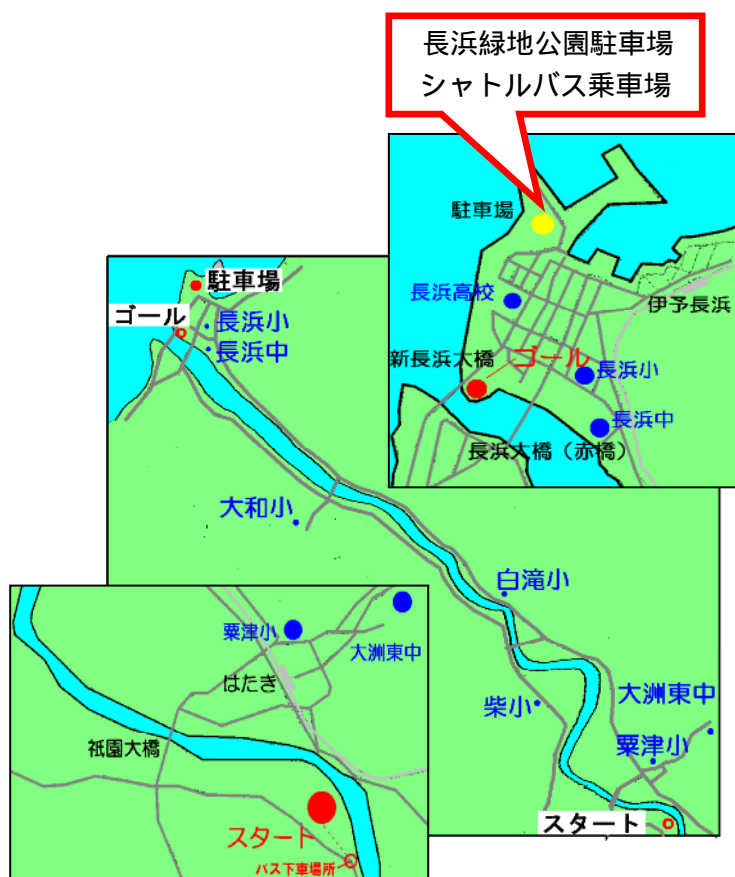 長浜緑地公園駐車場
シャトルバス乗車場
駐車場
長浜高校
伊予長浜
新長浜大橋
ゴール
長浜小
長浜中
長浜大橋(赤橋)
駐車場
ゴール
長浜小
長浜中
大和小
白滝小
柴小
大洲東中
粟津小
スタート
粟津小
大洲東中
はたき
祇園大橋
スタート
バス下車場所